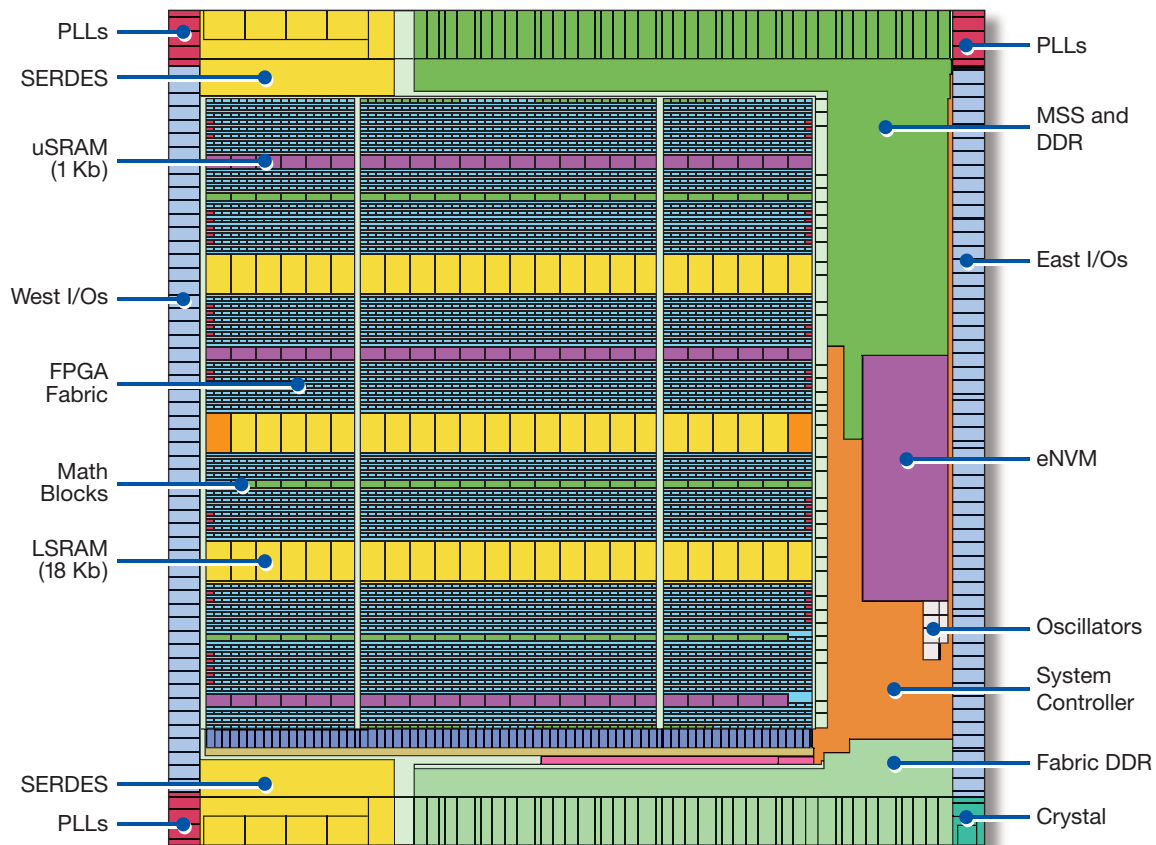 PLLs
SERDES
uSRAM
(1 Kb)
West I/Os
FPGA
Fabric
Math
Blocks
LSRAM
(18 Kb)
SERDES
PLLs
PLLs
MSS and
DDR
East I/Os
eNVM
Oscillators
System
Controller
Fabric DDR
Crystal